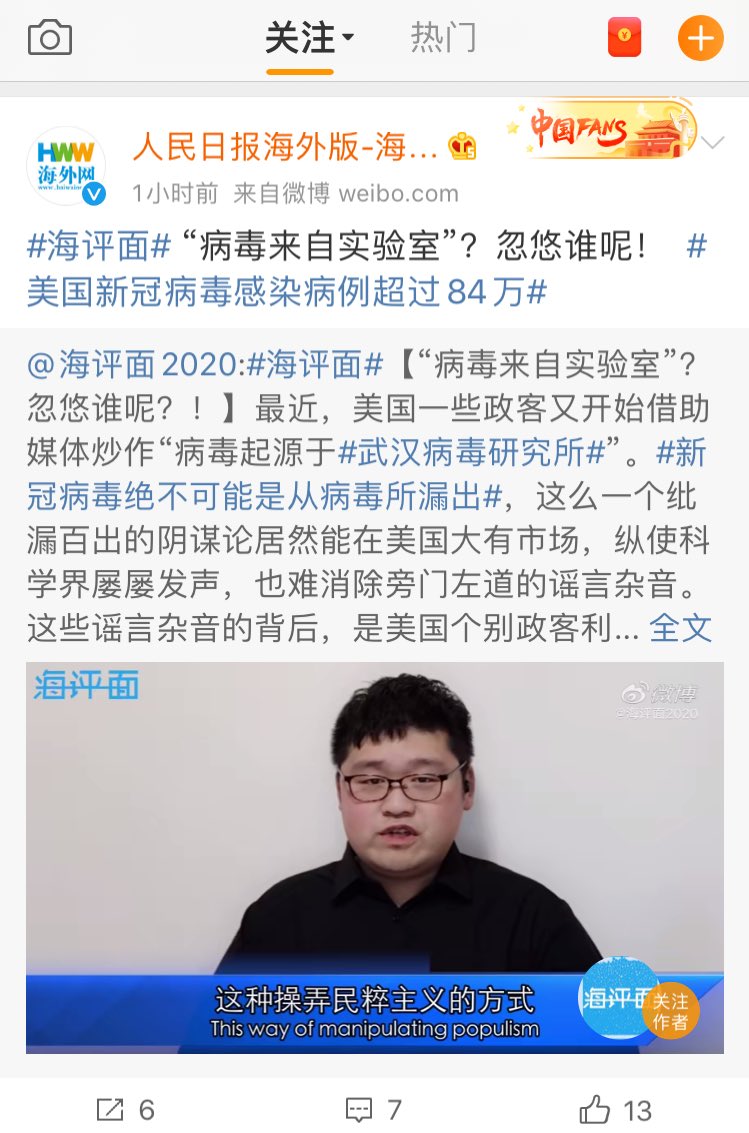 关注 热门
中国FANS
HWW
海外网
人民日报海外版-海...
1小时前 来自微博 weibo.com
#海评面# “病毒来自实验室”？忽悠谁呢！ #
美国新冠病毒感染病例超过84万#
@海评面2020:#海评面#【“病毒来自实验室”？
忽悠谁呢？！】最近，美国一些政客又开始借助
媒体炒作“病毒起源于#武汉病毒研究所#”。#新
冠病毒绝不可能是从病毒所漏出#，这么一个纰
漏百出的阴谋论居然能在美国大有市场，纵使科
学界屡屡发声，也难消除旁门左道的谣言杂音。
这些谣言杂音的背后，是美国个别政客利... 全文
海评面
微博
@海评面2020
这种操弄民粹主义的方式
This way of manipulating populism
海评面
关注
作者
6 7 13